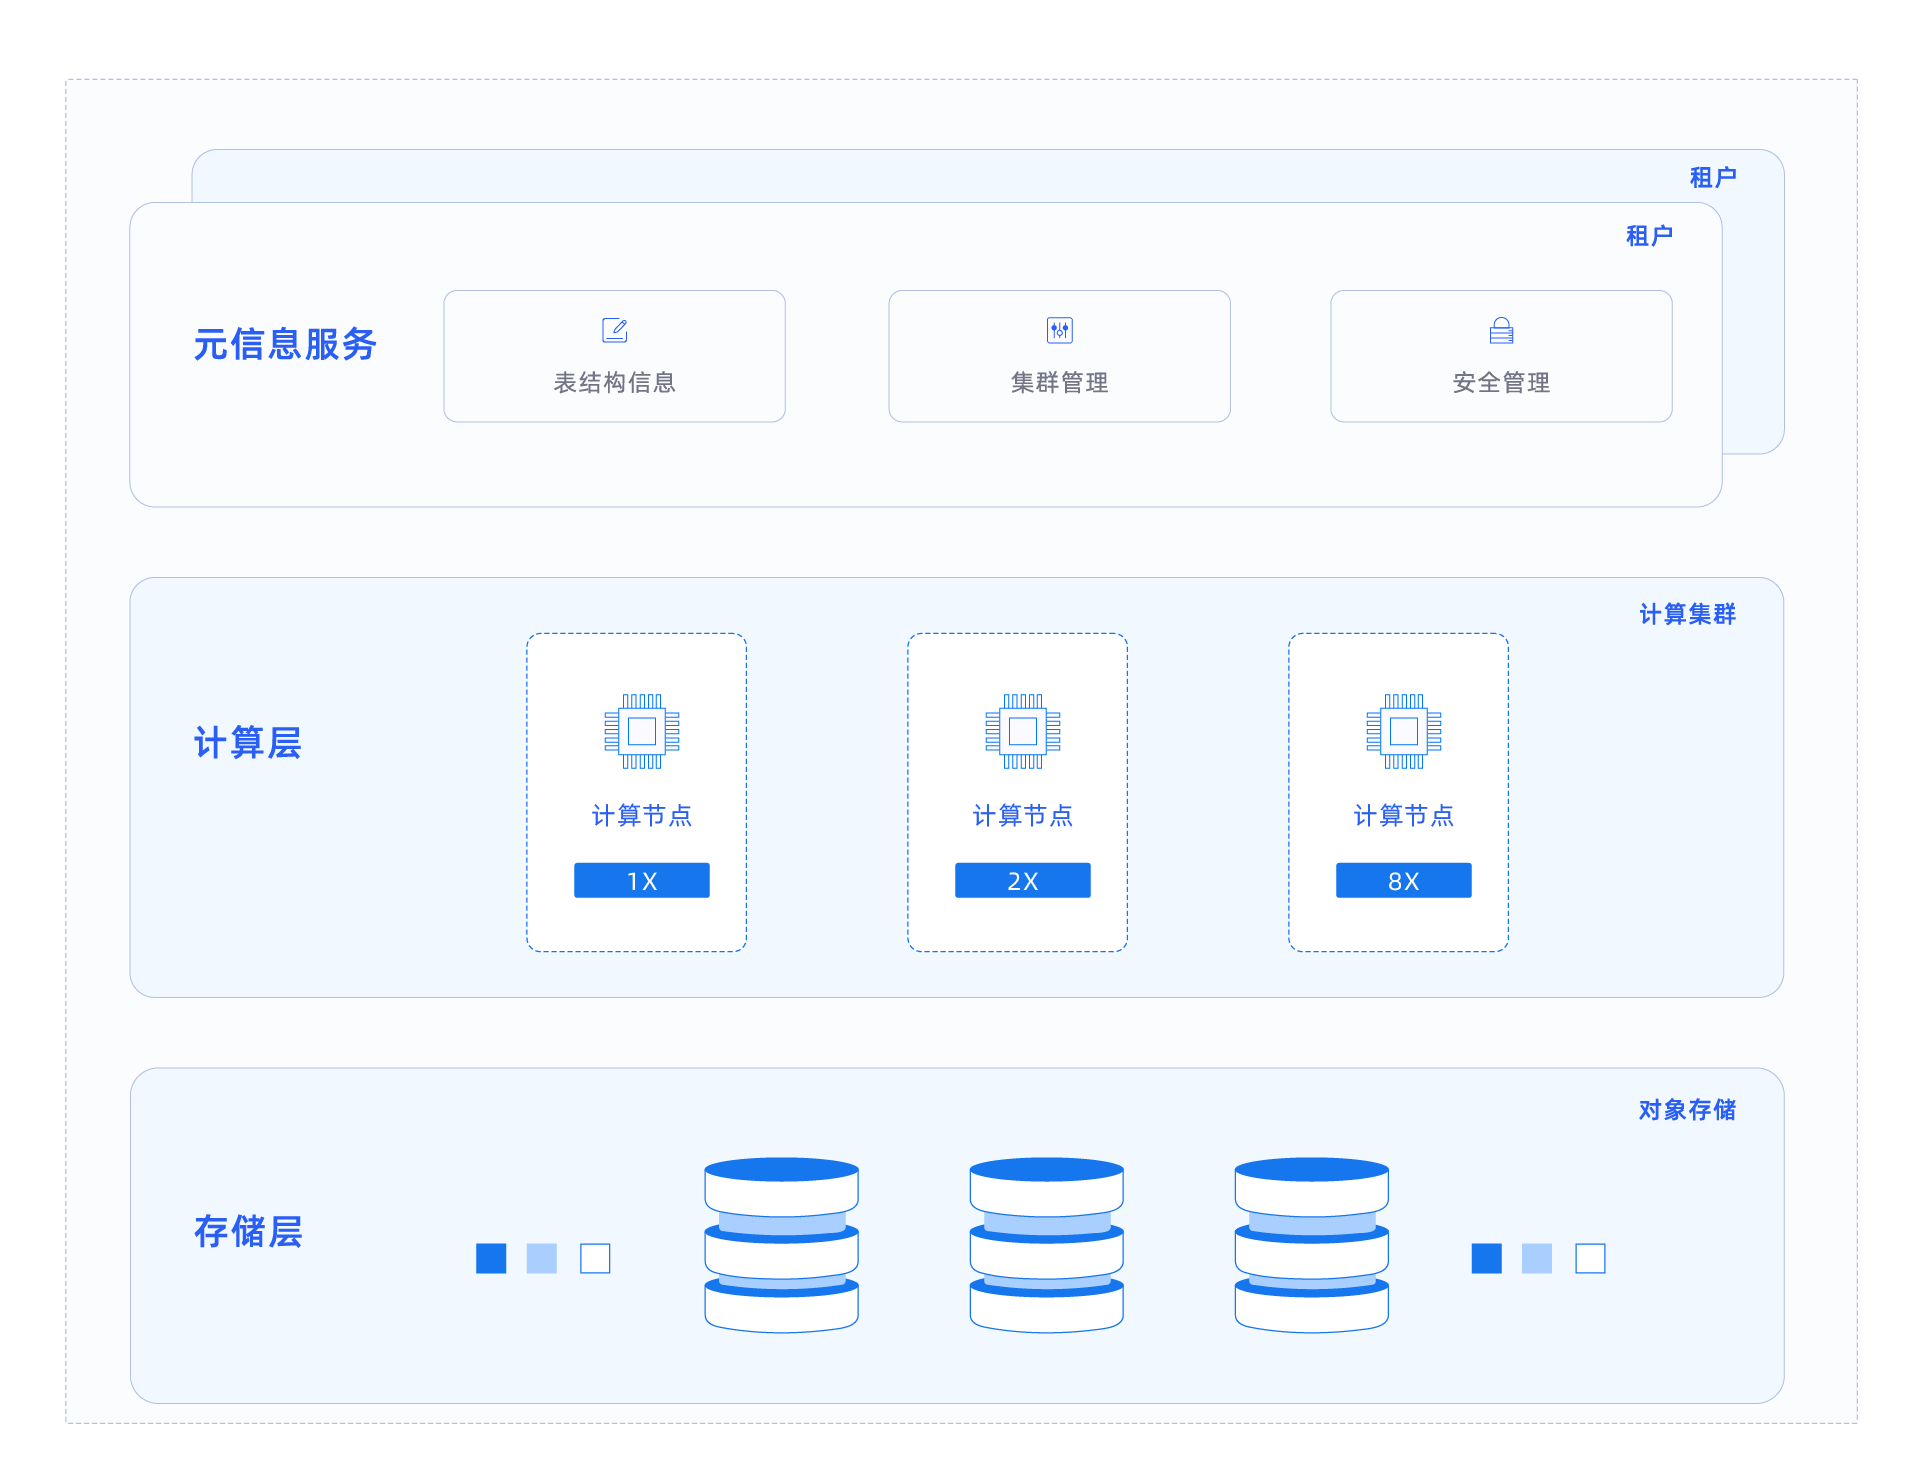 租户
租户
元信息服务
表结构信息
集群管理
安全管理
计算集群
计算层
计算节点
计算节点
计算节点
1X
2X
8X
对象存储
存储层